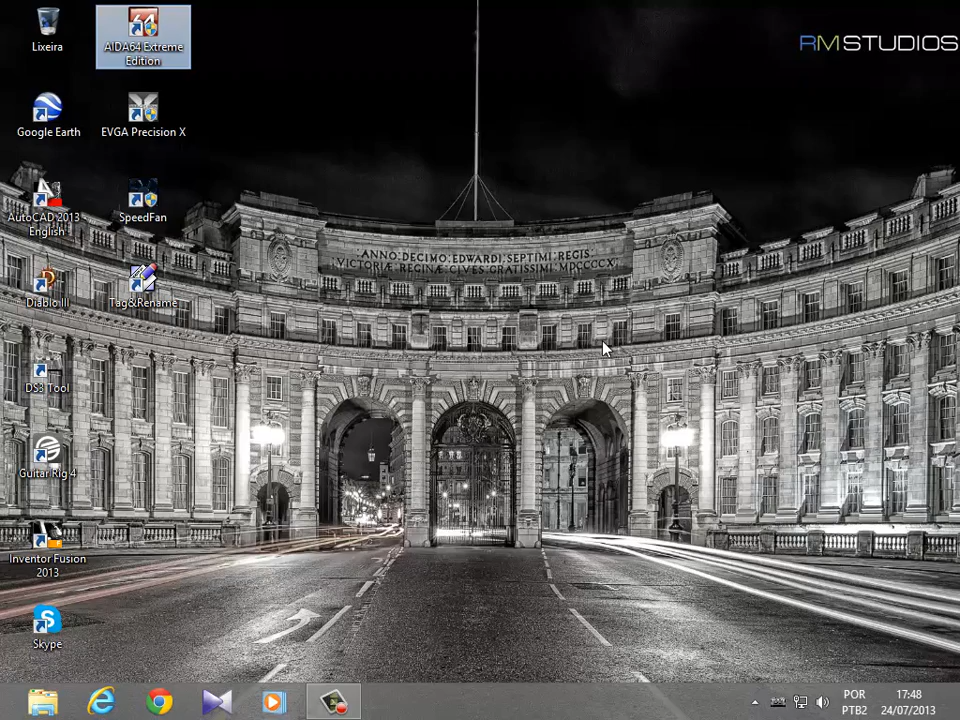 Lixeira
AIDA64 Extreme
Edition
RMSTUDIOS
Google Earth
EVGA Precision X
AutoCAD 2013
English
SpeedFan
ANNO DECIMO EDWARDI SEPTIMI REGIS
VICTORIÆ REGINÆ CIVES GRATISSIMI MDCCCCX
Diablo III
Tag&Rename
DS3 Tool
Guitar Rig 4
Inventor Fusion
2013
Skype
POR
PTB2
17:48
24/07/2013